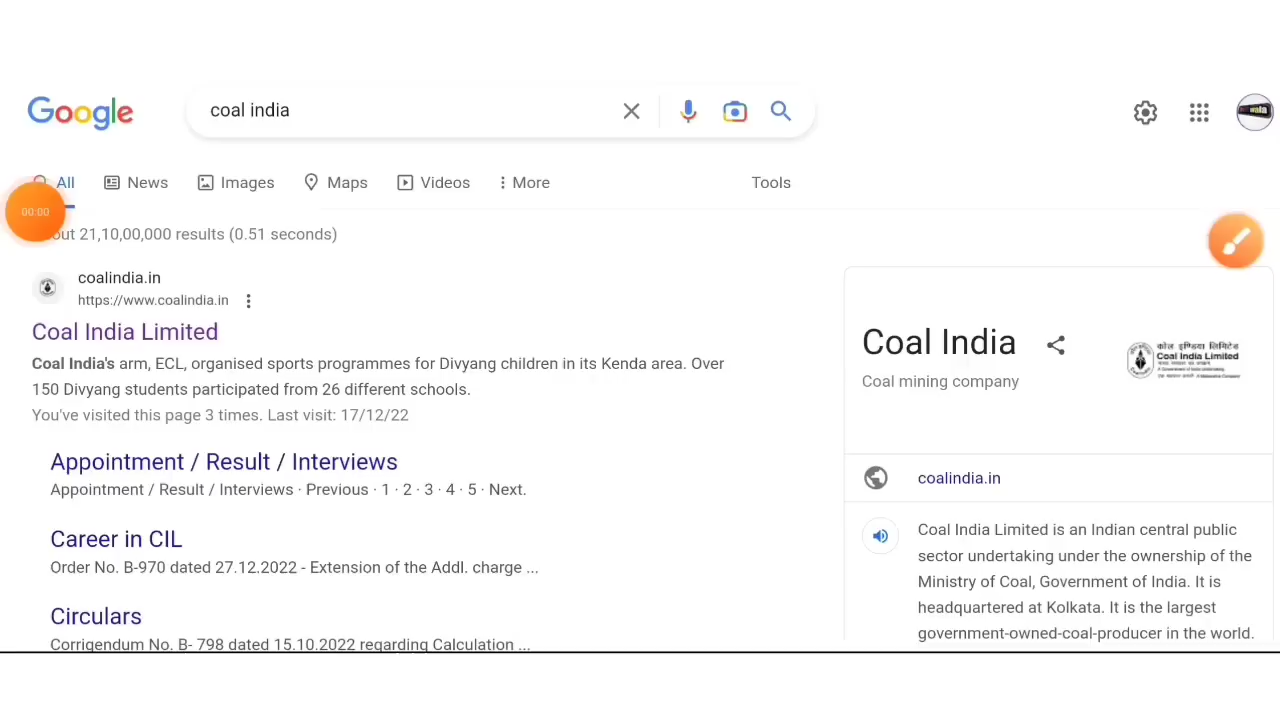 Google
coal india
wala
All
News
Images
Maps
Videos
More
Tools
00:00
out 21,10,00,000 results (0.51 seconds)
coalindia.in
https://www.coalindia.in
Coal India Limited
Coal India's arm, ECL, organised sports programmes for Divyang children in its Kenda area. Over
150 Divyang students participated from 26 different schools.
You've visited this page 3 times. Last visit: 17/12/22
Appointment / Result / Interviews
Appointment / Result / Interviews · Previous · 1 · 2 · 3 · 4 · 5 · Next.
Career in CIL
Order No. B-970 dated 27.12.2022 - Extension of the Addl. charge ...
Circulars
Corrigendum No. B- 798 dated 15.10.2022 regarding Calculation ...
Coal India
Coal mining company
कोल इण्डिया लिमिटेड
Coal India Limited
coalindia.in
Coal India Limited is an Indian central public
sector undertaking under the ownership of the
Ministry of Coal, Government of India. It is
headquartered at Kolkata. It is the largest
government-owned-coal-producer in the world.